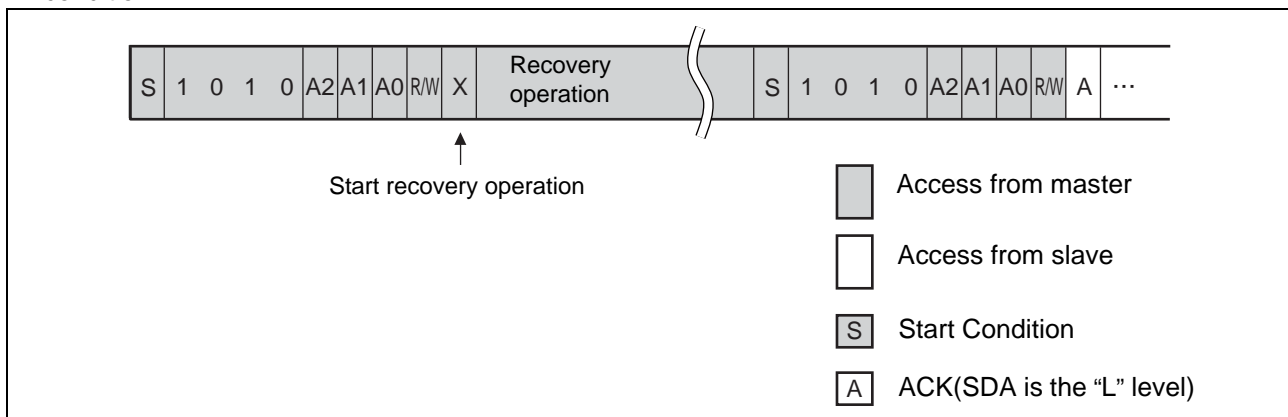 S 1 0 1 0 A2 A1 A0 R/W X Recovery operation S 1 0 1 0 A2 A1 A0 R/W A ...
Start recovery operation
Access from master
Access from slave
S Start Condition
A ACK(SDA is the “L” level)